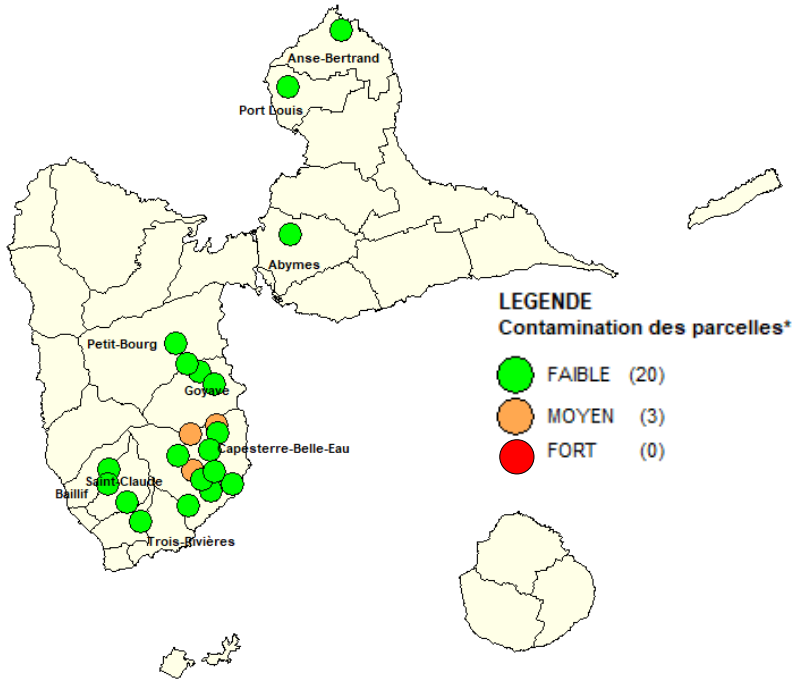 Anse-Bertrand
Port Louis
Abymes
LEGENDE
Contamination des parcelles*
Petit-Bourg
FAIBLE (20)
Goyave
MOYEN (3)
Capesterre-Belle-Eau
FORT (0)
Saint-Claude
Baillif
Trois-Rivières